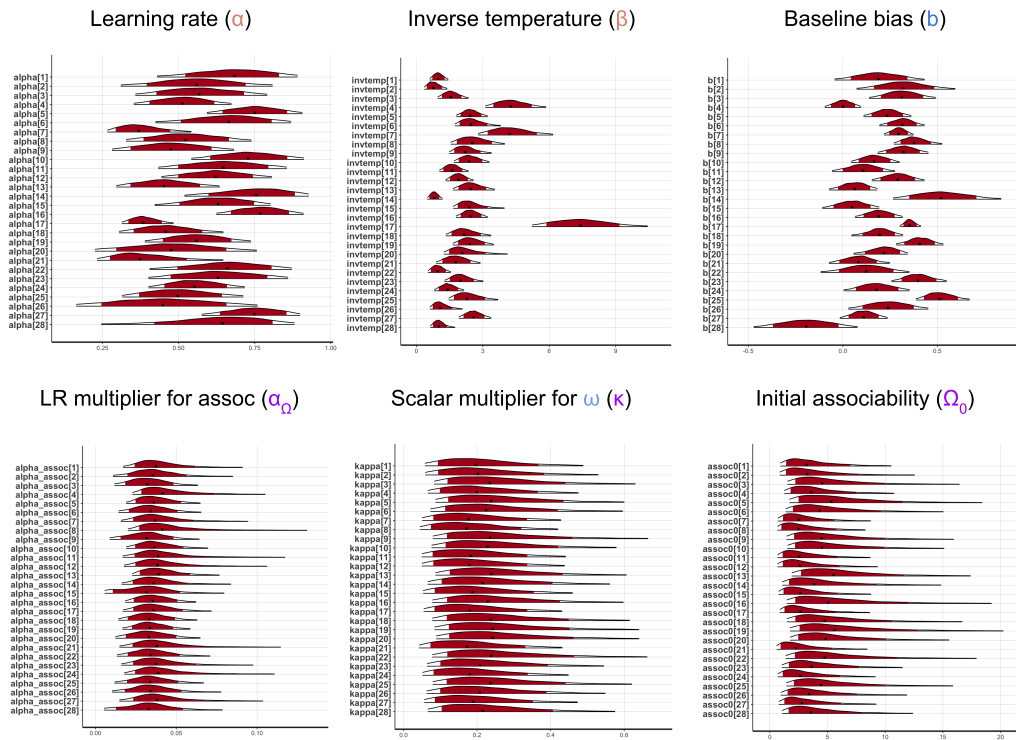 Learning rate (α)
Inverse temperature (β)
Baseline bias (b)
alpha[1]
alpha[2]
alpha[3]
alpha[4]
alpha[5]
alpha[6]
alpha[7]
alpha[8]
alpha[9]
alpha[10]
alpha[11]
alpha[12]
alpha[13]
alpha[14]
alpha[15]
alpha[16]
alpha[17]
alpha[18]
alpha[19]
alpha[20]
alpha[21]
alpha[22]
alpha[23]
alpha[24]
alpha[25]
alpha[26]
alpha[27]
alpha[28]
0.25 0.50 0.75 1.00
invtemp[1]
invtemp[2]
invtemp[3]
invtemp[4]
invtemp[5]
invtemp[6]
invtemp[7]
invtemp[8]
invtemp[9]
invtemp[10]
invtemp[11]
invtemp[12]
invtemp[13]
invtemp[14]
invtemp[15]
invtemp[16]
invtemp[17]
invtemp[18]
invtemp[19]
invtemp[20]
invtemp[21]
invtemp[22]
invtemp[23]
invtemp[24]
invtemp[25]
invtemp[26]
invtemp[27]
invtemp[28]
0 3 6 9
b[1]
b[2]
b[3]
b[4]
b[5]
b[6]
b[7]
b[8]
b[9]
b[10]
b[11]
b[12]
b[13]
b[14]
b[15]
b[16]
b[17]
b[18]
b[19]
b[20]
b[21]
b[22]
b[23]
b[24]
b[25]
b[26]
b[27]
b[28]
-0.5 0.0 0.5
LR multiplier for assoc (αΩ)
Scalar multiplier for ω (κ)
Initial associability (Ω0)
alpha_assoc[1]
alpha_assoc[2]
alpha_assoc[3]
alpha_assoc[4]
alpha_assoc[5]
alpha_assoc[6]
alpha_assoc[7]
alpha_assoc[8]
alpha_assoc[9]
alpha_assoc[10]
alpha_assoc[11]
alpha_assoc[12]
alpha_assoc[13]
alpha_assoc[14]
alpha_assoc[15]
alpha_assoc[16]
alpha_assoc[17]
alpha_assoc[18]
alpha_assoc[19]
alpha_assoc[20]
alpha_assoc[21]
alpha_assoc[22]
alpha_assoc[23]
alpha_assoc[24]
alpha_assoc[25]
alpha_assoc[26]
alpha_assoc[27]
alpha_assoc[28]
0.00 0.05 0.10
kappa[1]
kappa[2]
kappa[3]
kappa[4]
kappa[5]
kappa[6]
kappa[7]
kappa[8]
kappa[9]
kappa[10]
kappa[11]
kappa[12]
kappa[13]
kappa[14]
kappa[15]
kappa[16]
kappa[17]
kappa[18]
kappa[19]
kappa[20]
kappa[21]
kappa[22]
kappa[23]
kappa[24]
kappa[25]
kappa[26]
kappa[27]
kappa[28]
0.0 0.2 0.4 0.6
assoc0[1]
assoc0[2]
assoc0[3]
assoc0[4]
assoc0[5]
assoc0[6]
assoc0[7]
assoc0[8]
assoc0[9]
assoc0[10]
assoc0[11]
assoc0[12]
assoc0[13]
assoc0[14]
assoc0[15]
assoc0[16]
assoc0[17]
assoc0[18]
assoc0[19]
assoc0[20]
assoc0[21]
assoc0[22]
assoc0[23]
assoc0[24]
assoc0[25]
assoc0[26]
assoc0[27]
assoc0[28]
0 5 10 15 20